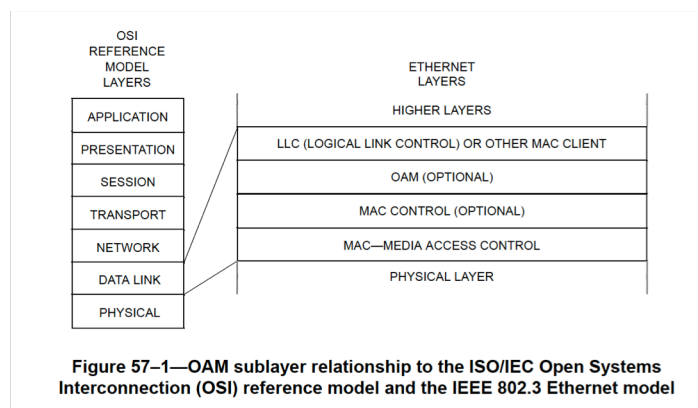 OSI
REFERENCE
MODEL
LAYERS
APPLICATION
PRESENTATION
SESSION
TRANSPORT
NETWORK
DATA LINK
PHYSICAL
ETHERNET
LAYERS
HIGHER LAYERS
LLC (LOGICAL LINK CONTROL) OR OTHER MAC CLIENT
OAM (OPTIONAL)
MAC CONTROL (OPTIONAL)
MAC—MEDIA ACCESS CONTROL
PHYSICAL LAYER
Figure 57–1—OAM sublayer relationship to the ISO/IEC Open Systems
Interconnection (OSI) reference model and the IEEE 802.3 Ethernet model